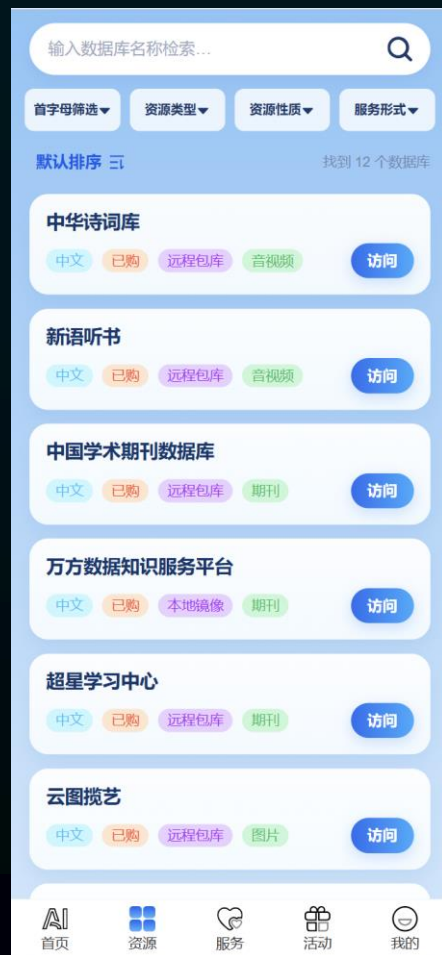 输入数据库名称检索...
首字母筛选 资源类型 资源性质 服务形式
默认排序 找到 12 个数据库
中华诗词库
中文 已购 远程包库 音视频 访问
新语听书
中文 已购 远程包库 音视频 访问
中国学术期刊数据库
中文 已购 远程包库 期刊 访问
万方数据知识服务平台
中文 已购 本地镜像 期刊 访问
超星学习中心
中文 已购 远程包库 期刊 访问
云图揽艺
中文 已购 远程包库 图片 访问
AI
首页 资源 服务 活动 我的